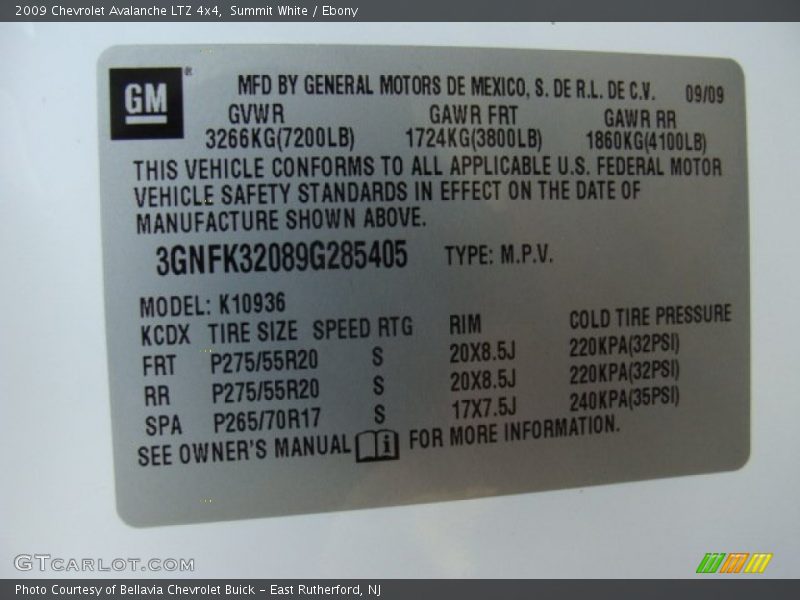 2009 Chevrolet Avalanche LTZ 4x4, Summit White / Ebony
GM ®
MFD BY GENERAL MOTORS DE MEXICO, S. DE R.L. DE C.V. 09/09
GVWR GAWR FRT GAWR RR
3266KG(7200LB) 1724KG(3800LB) 1860KG(4100LB)
THIS VEHICLE CONFORMS TO ALL APPLICABLE U.S. FEDERAL MOTOR
VEHICLE SAFETY STANDARDS IN EFFECT ON THE DATE OF
MANUFACTURE SHOWN ABOVE.
3GNFK32089G285405 TYPE: M.P.V.
MODEL: K10936
KCDX TIRE SIZE SPEED RTG RIM COLD TIRE PRESSURE
FRT P275/55R20 S 20X8.5J 220KPA(32PSI)
RR P275/55R20 S 20X8.5J 220KPA(32PSI)
SPA P265/70R17 S 17X7.5J 240KPA(35PSI)
SEE OWNER'S MANUAL i FOR MORE INFORMATION.
GTCARLOT.COM
Photo Courtesy of Bellavia Chevrolet Buick - East Rutherford, NJ